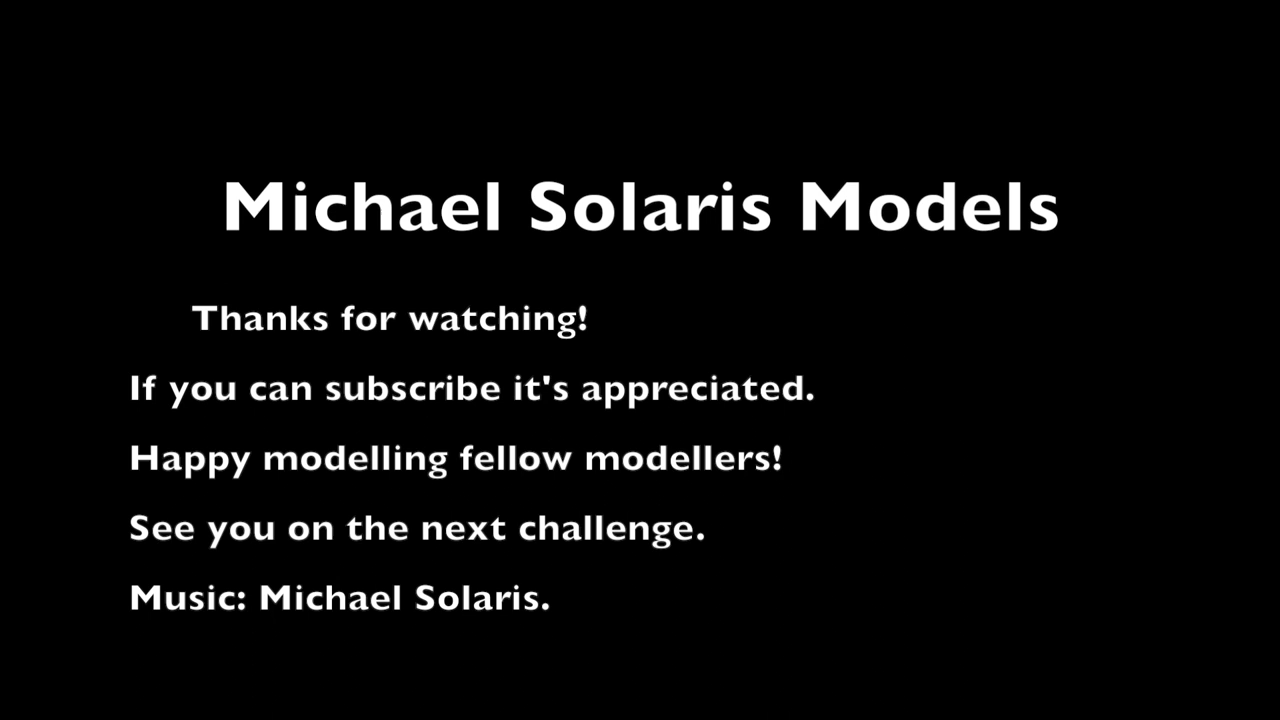 Michael Solaris Models
Thanks for watching!
If you can subscribe it's appreciated.
Happy modelling fellow modellers!
See you on the next challenge.
Music: Michael Solaris.